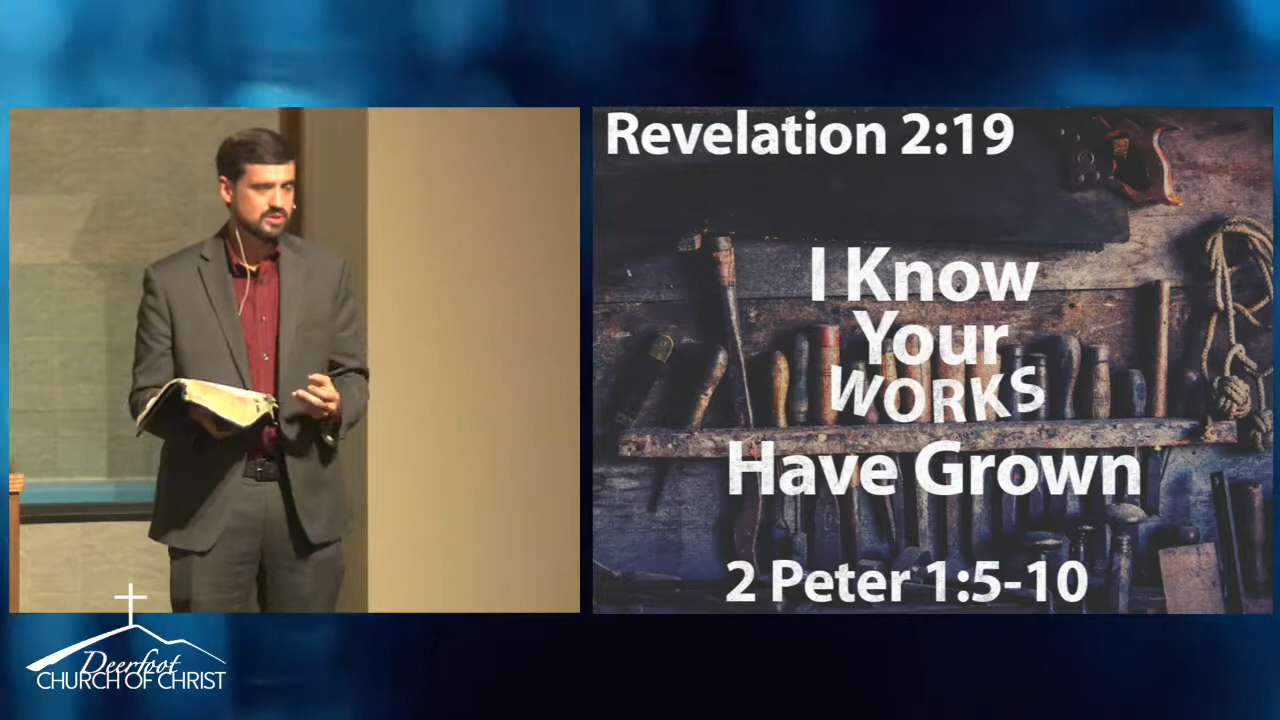 Revelation 2:19
I Know
Your
WORKS
Have Grown
2 Peter 1:5-10
Deerfoot
CHURCH OF CHRIST